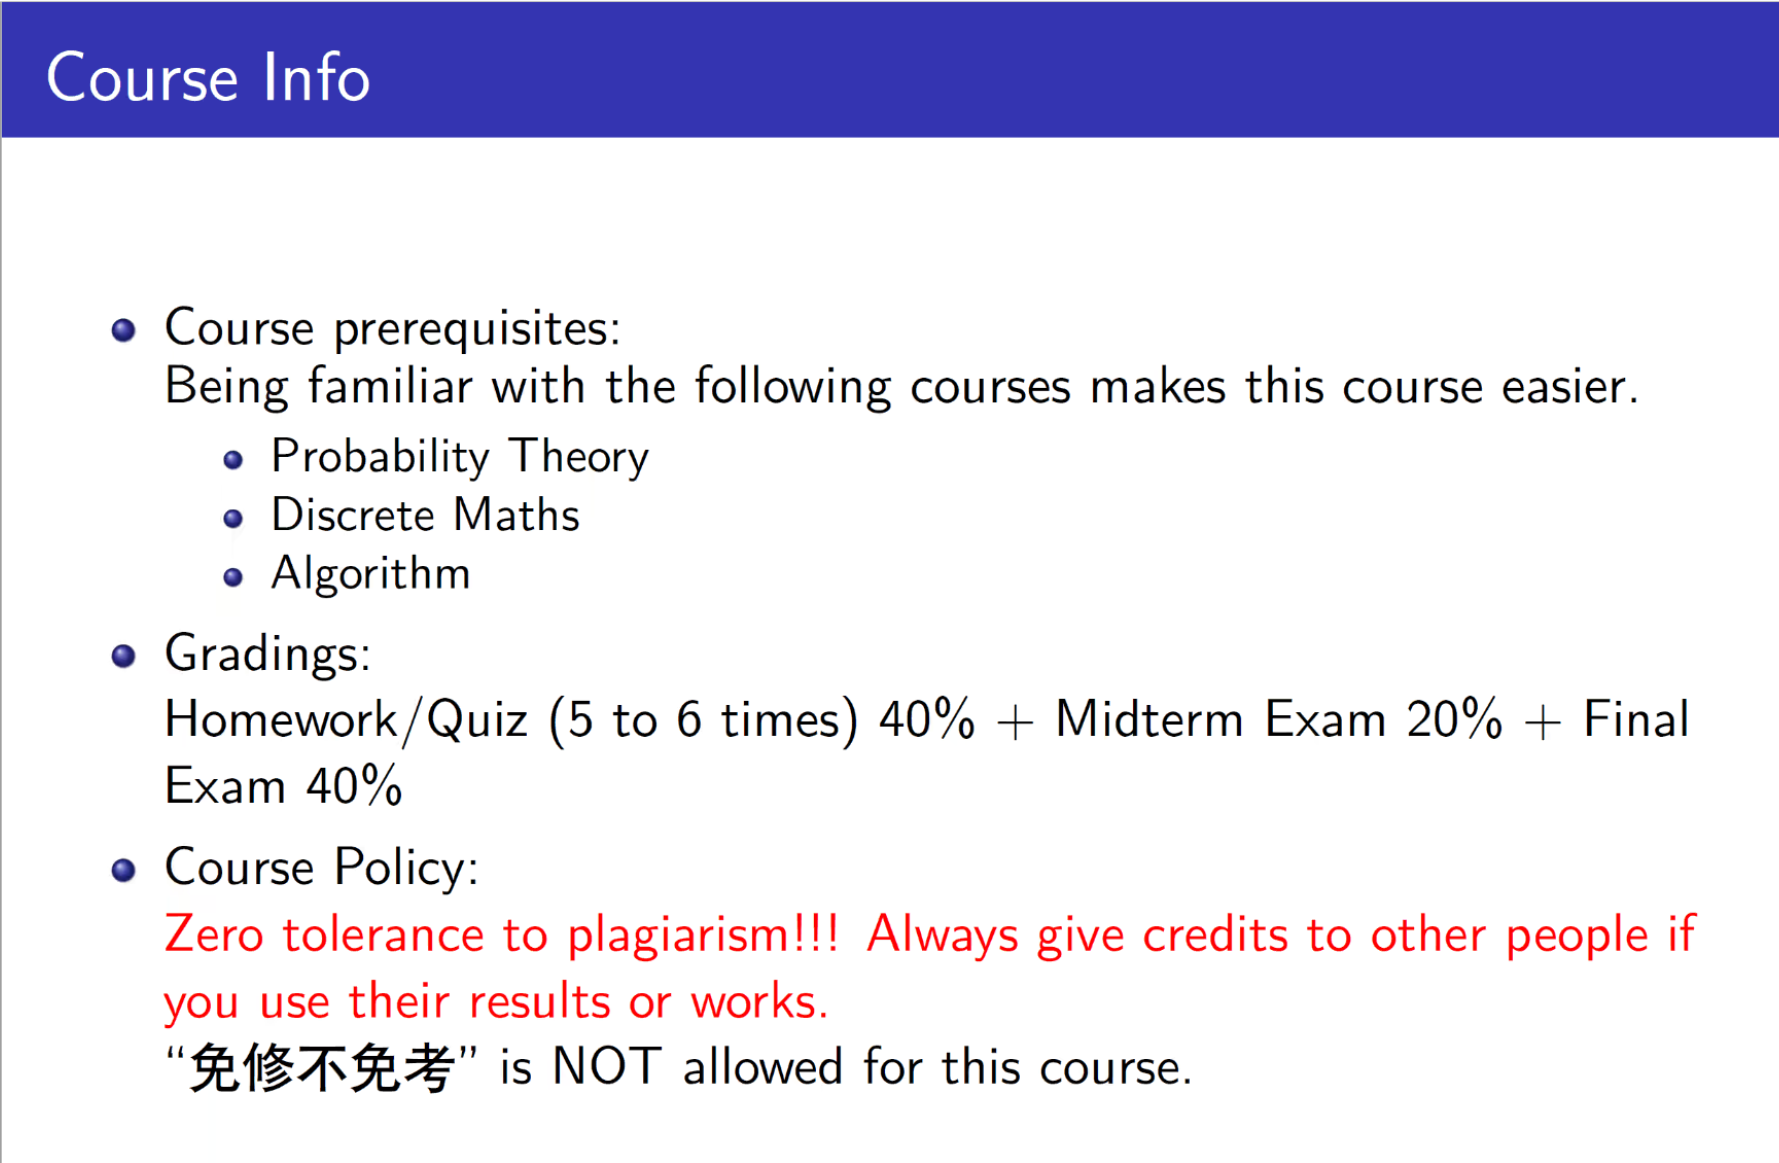 Course Info
Course prerequisites:
Being familiar with the following courses makes this course easier.
Probability Theory
Discrete Maths
Algorithm
Gradings:
Homework/Quiz (5 to 6 times) 40% + Midterm Exam 20% + Final
Exam 40%
Course Policy:
Zero tolerance to plagiarism!!! Always give credits to other people if
you use their results or works.
“免修不免考” is NOT allowed for this course.